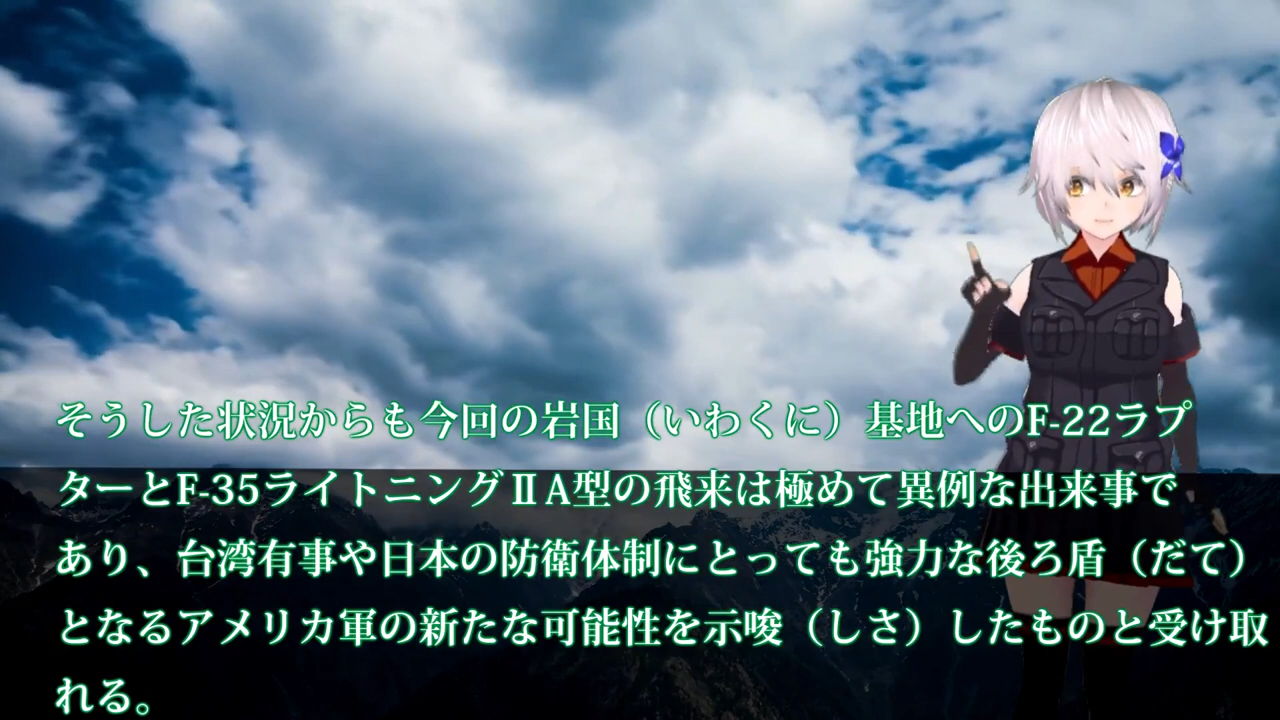 そうした状況からも今回の岩国（いわくに）基地へのF-22ラプ
ターとF-35ライトニングⅡA型の飛来は極めて異例な出来事で
あり、台湾有事や日本の防衛体制にとっても強力な後ろ盾（だて）
となるアメリカ軍の新たな可能性を示唆（しさ）したものと受け取
れる。